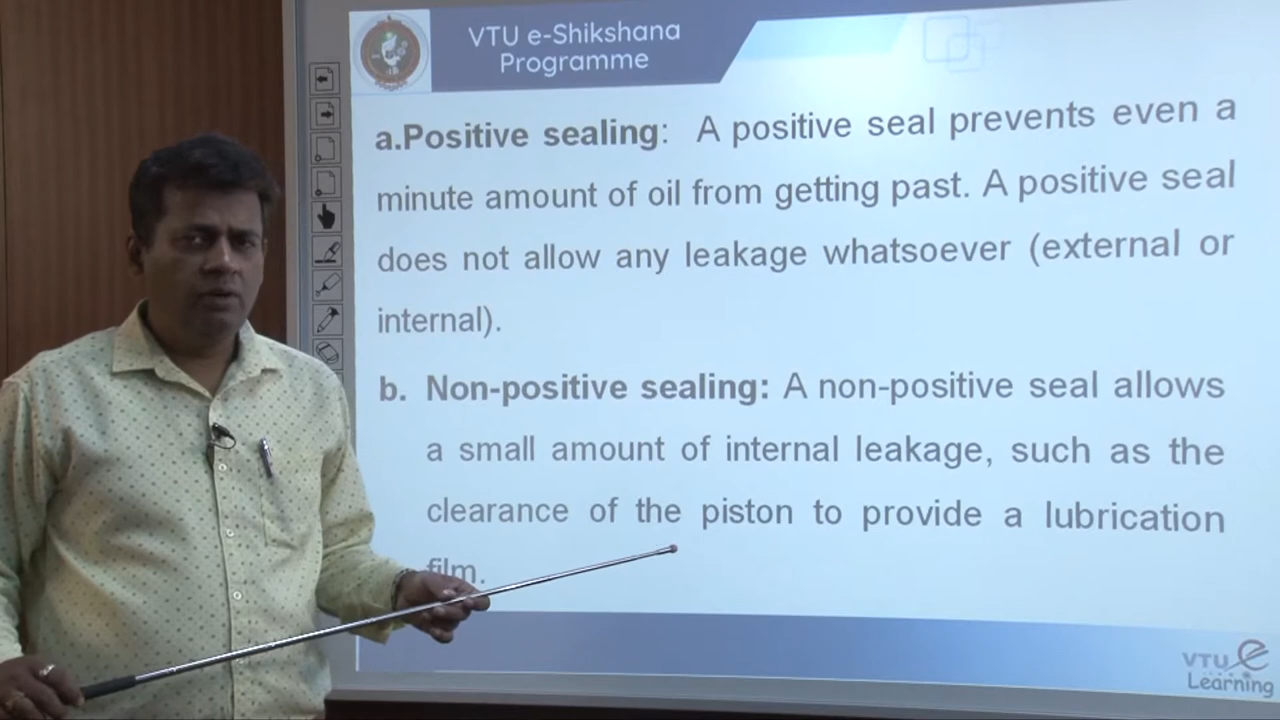 VTU e-Shikshana
Programme
a.Positive sealing: A positive seal prevents even a
minute amount of oil from getting past. A positive seal
does not allow any leakage whatsoever (external or
internal).
b. Non-positive sealing: A non-positive seal allows
a small amount of internal leakage, such as the
clearance of the piston to provide a lubrication
film.
VTU e
Learning